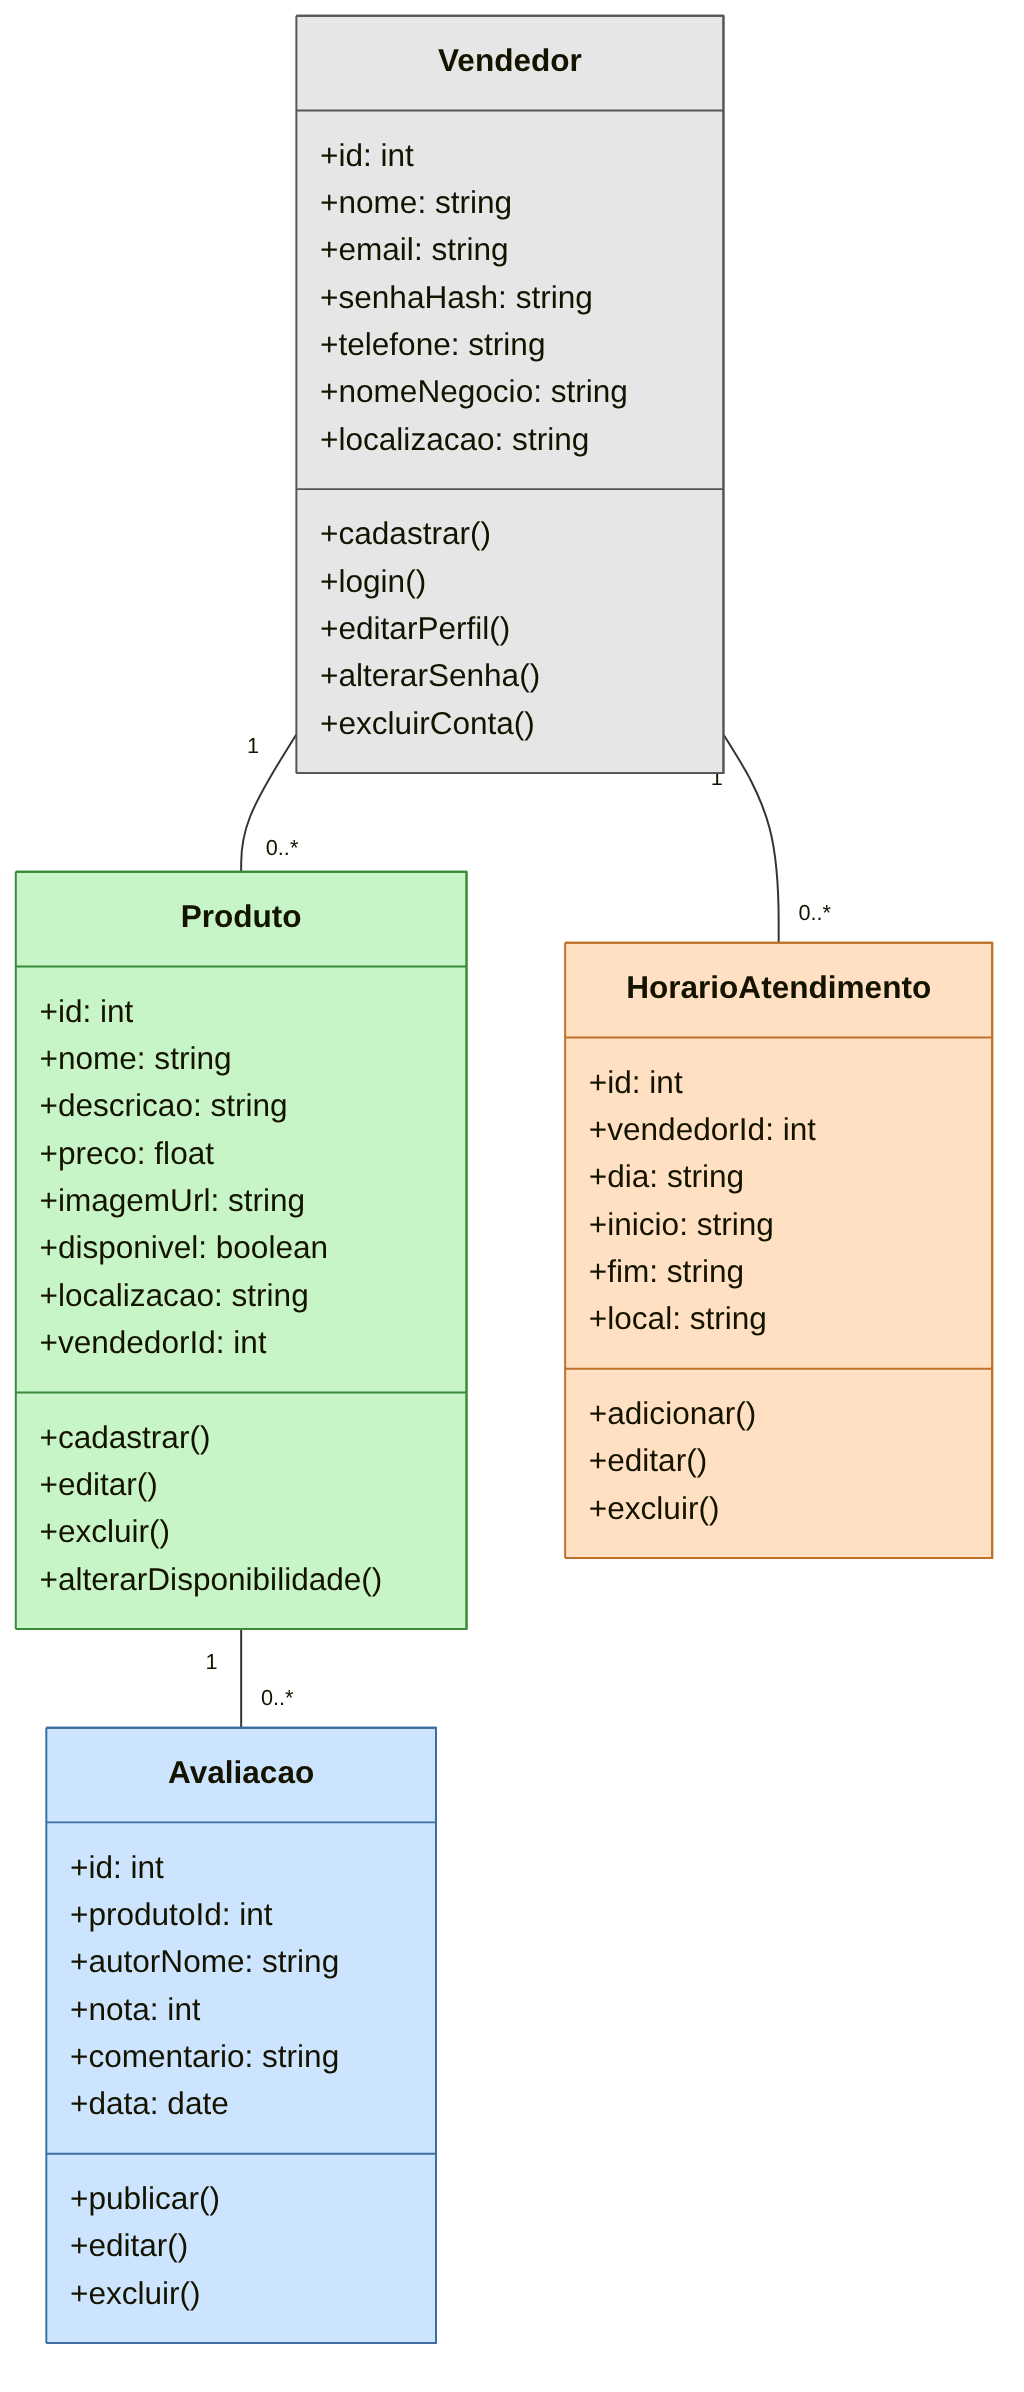 Vendedor
+id: int
+nome: string
+email: string
+senhaHash: string
+telefone: string
+nomeNegocio: string
+localizacao: string
+cadastrar()
+login()
+editarPerfil()
+alterarSenha()
+excluirConta()
1
1
0..*
0..*
Produto
+id: int
+nome: string
+descricao: string
+preco: float
+imagemUrl: string
+disponivel: boolean
+localizacao: string
+vendedorId: int
+cadastrar()
+editar()
+excluir()
+alterarDisponibilidade()
HorarioAtendimento
+id: int
+vendedorId: int
+dia: string
+inicio: string
+fim: string
+local: string
+adicionar()
+editar()
+excluir()
1
0..*
Avaliacao
+id: int
+produtoId: int
+autorNome: string
+nota: int
+comentario: string
+data: date
+publicar()
+editar()
+excluir()